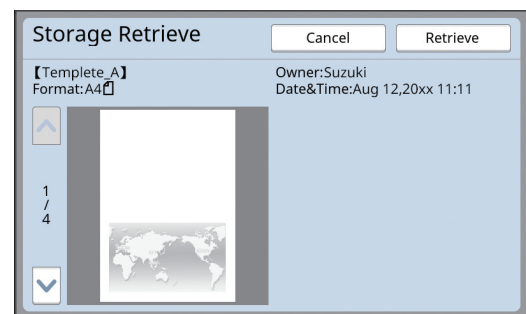 Storage Retrieve
Cancel
Retrieve
【Templete_A】
Format:A4
Owner:Suzuki
Date&Time:Aug 12,20xx 11:11
1
/
4